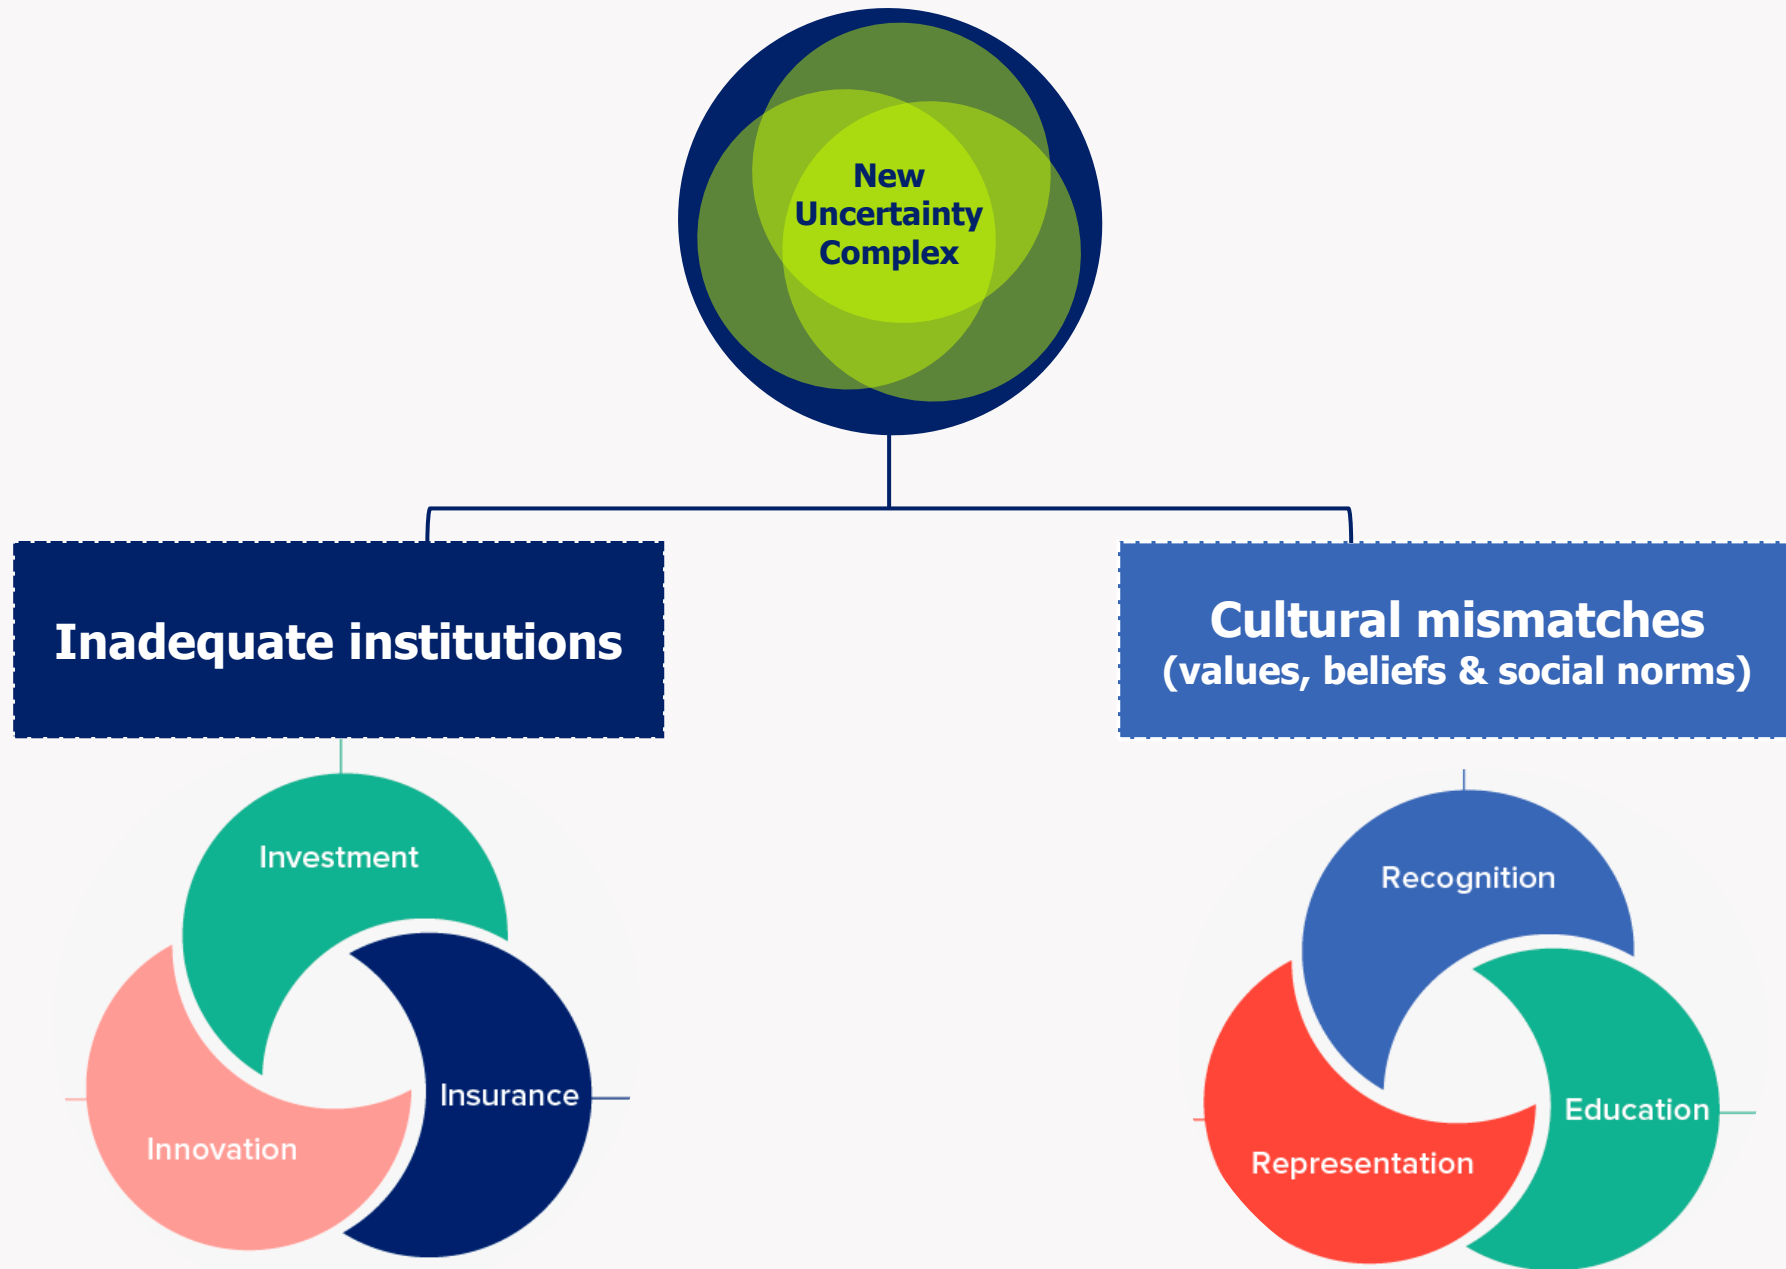 New
Uncertainty
Complex
Inadequate institutions
Cultural mismatches
(values, beliefs & social norms)
Investment
Insurance
Innovation
Recognition
Education
Representation